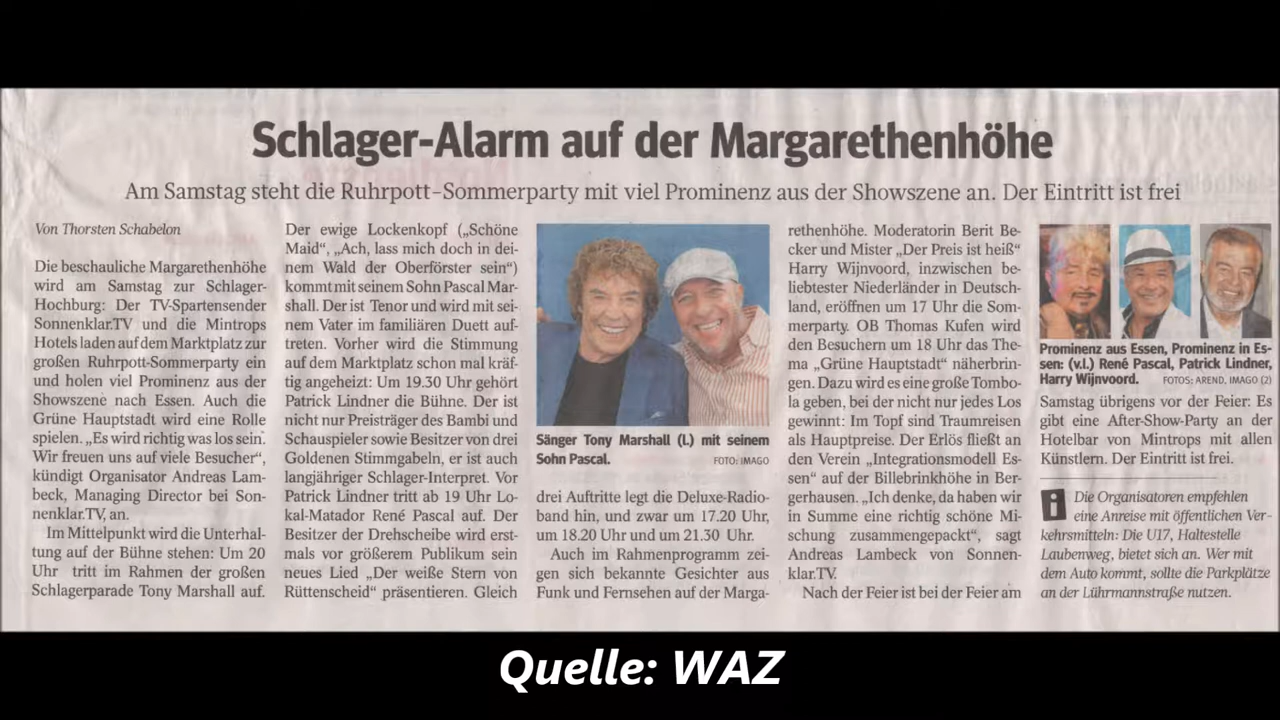 Schlager-Alarm auf der Margarethenhöhe
Am Samstag steht die Ruhrpott-Sommerparty mit viel Prominenz aus der Showszene an. Der Eintritt ist frei
Von Thorsten Schabelon
Die beschauliche Margarethenhöhe
wird am Samstag zur Schlager-
Hochburg: Der TV-Spartensender
Sonnenklar.TV und die Mintrops
Hotels laden auf dem Marktplatz zur
großen Ruhrpott-Sommerparty ein
und holen viel Prominenz aus der
Showszene nach Essen. Auch die
Grüne Hauptstadt wird eine Rolle
spielen. „Es wird richtig was los sein.
Wir freuen uns auf viele Besucher“,
kündigt Organisator Andreas Lam-
beck, Managing Director bei Son-
nenklar.TV, an.
Im Mittelpunkt wird die Unterhal-
tung auf der Bühne stehen: Um 20
Uhr tritt im Rahmen der großen
Schlagerparade Tony Marshall auf.
Der ewige Lockenkopf („Schöne
Maid“, „Ach, lass mich doch in dei-
nem Wald der Oberförster sein“)
kommt mit seinem Sohn Pascal Mar-
shall. Der ist Tenor und wird mit sei-
nem Vater im familiären Duett auf-
treten. Vorher wird die Stimmung
auf dem Marktplatz schon mal kräf-
tig angeheizt: Um 19.30 Uhr gehört
Patrick Lindner die Bühne. Der ist
nicht nur Preisträger des Bambi und
Schauspieler sowie Besitzer von drei
Goldenen Stimmgabeln, er ist auch
langjähriger Schlager-Interpret. Vor
Patrick Lindner tritt ab 19 Uhr Lo-
kal-Matador René Pascal auf. Der
Besitzer der Drehscheibe wird erst-
mals vor größerem Publikum sein
neues Lied „Der weiße Stern von
Rüttenscheid“ präsentieren. Gleich
Sänger Tony Marshall (l.) mit seinem
Sohn Pascal. FOTO: IMAGO
drei Auftritte legt die Deluxe-Radio-
band hin, und zwar um 17.20 Uhr,
um 18.20 Uhr und um 21.30 Uhr.
Auch im Rahmenprogramm zei-
gen sich bekannte Gesichter aus
Funk und Fernsehen auf der Marga-
rethenhöhe. Moderatorin Berit Be-
cker und Mister „Der Preis ist heiß“
Harry Wijnvoord, inzwischen be-
liebtester Niederländer in Deutsch-
land, eröffnen um 17 Uhr die Som-
merparty. OB Thomas Kufen wird
den Besuchern um 18 Uhr das The-
ma „Grüne Hauptstadt“ näherbrin-
gen. Dazu wird es eine große Tombo-
la geben, bei der nicht nur jedes Los
gewinnt: Im Topf sind Traumreisen
als Hauptpreise. Der Erlös fließt an
den Verein „Integrationsmodell Es-
sen“ auf der Billebrinkhöhe in Ber-
gerhausen. „Ich denke, da haben wir
in Summe eine richtig schöne Mi-
schung zusammengepackt“, sagt
Andreas Lambeck von Sonnen-
klar.TV.
Nach der Feier ist bei der Feier am
Prominenz aus Essen, Prominenz in Es-
sen: (v.l.) René Pascal, Patrick Lindner,
Harry Wijnvoord. FOTOS: AREND, IMAGO (2)
Samstag übrigens vor der Feier: Es
gibt eine After-Show-Party an der
Hotelbar von Mintrops mit allen
Künstlern. Der Eintritt ist frei.
i Die Organisatoren empfehlen
eine Anreise mit öffentlichen Ver-
kehrsmitteln: Die U17, Haltestelle
Laubenweg, bietet sich an. Wer mit
dem Auto kommt, sollte die Parkplätze
an der Lührmannstraße nutzen.
Quelle: WAZ